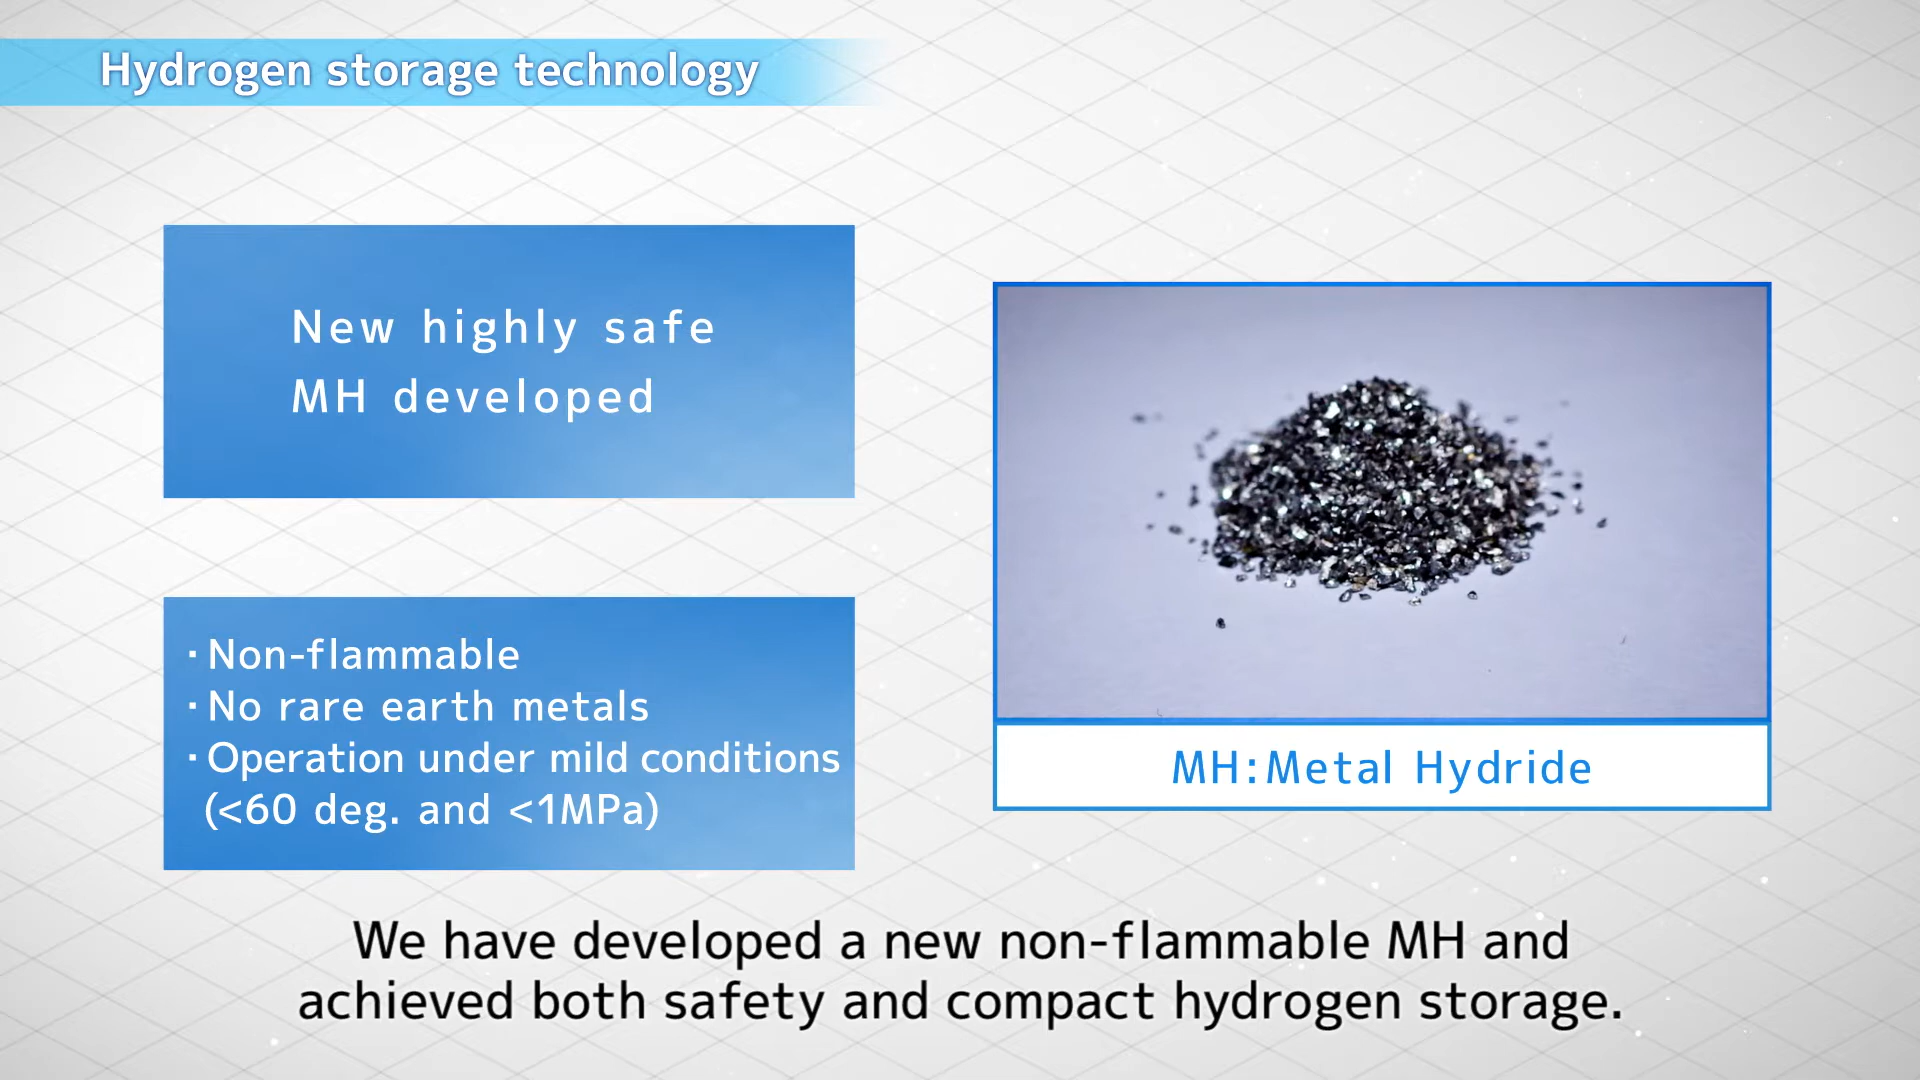 Hydrogen storage technology
New highly safe
MH developed
・Non-flammable
・No rare earth metals
・Operation under mild conditions
(<60 deg. and <1MPa)
MH:Metal Hydride
We have developed a new non-flammable MH and
achieved both safety and compact hydrogen storage.